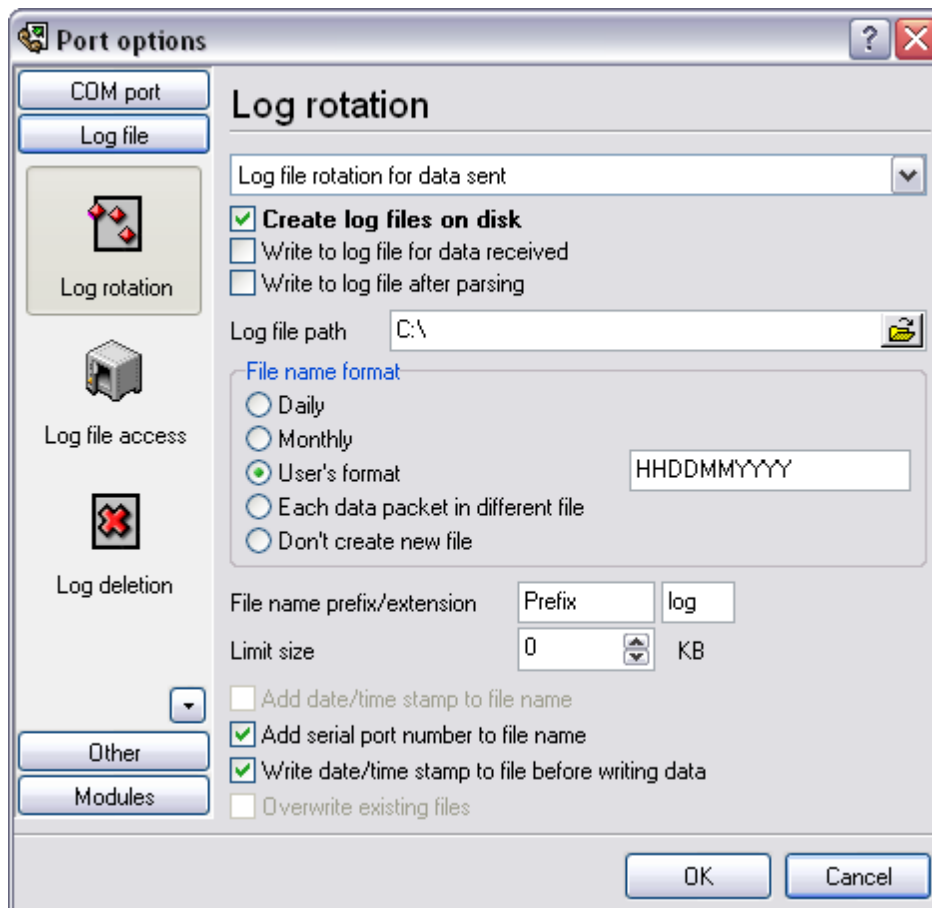 Port options
COM port
Log file
Log rotation
Log file access
Log deletion
Other
Modules
Log rotation
Log file rotation for data sent
Create log files on disk
Write to log file for data received
Write to log file after parsing
Log file path C:\
File name format
Daily
Monthly
User's format HHDDMMYYYY
Each data packet in different file
Don't create new file
File name prefix/extension Prefix log
Limit size 0 KB
Add date/time stamp to file name
Add serial port number to file name
Write date/time stamp to file before writing data
Overwrite existing files
OK Cancel